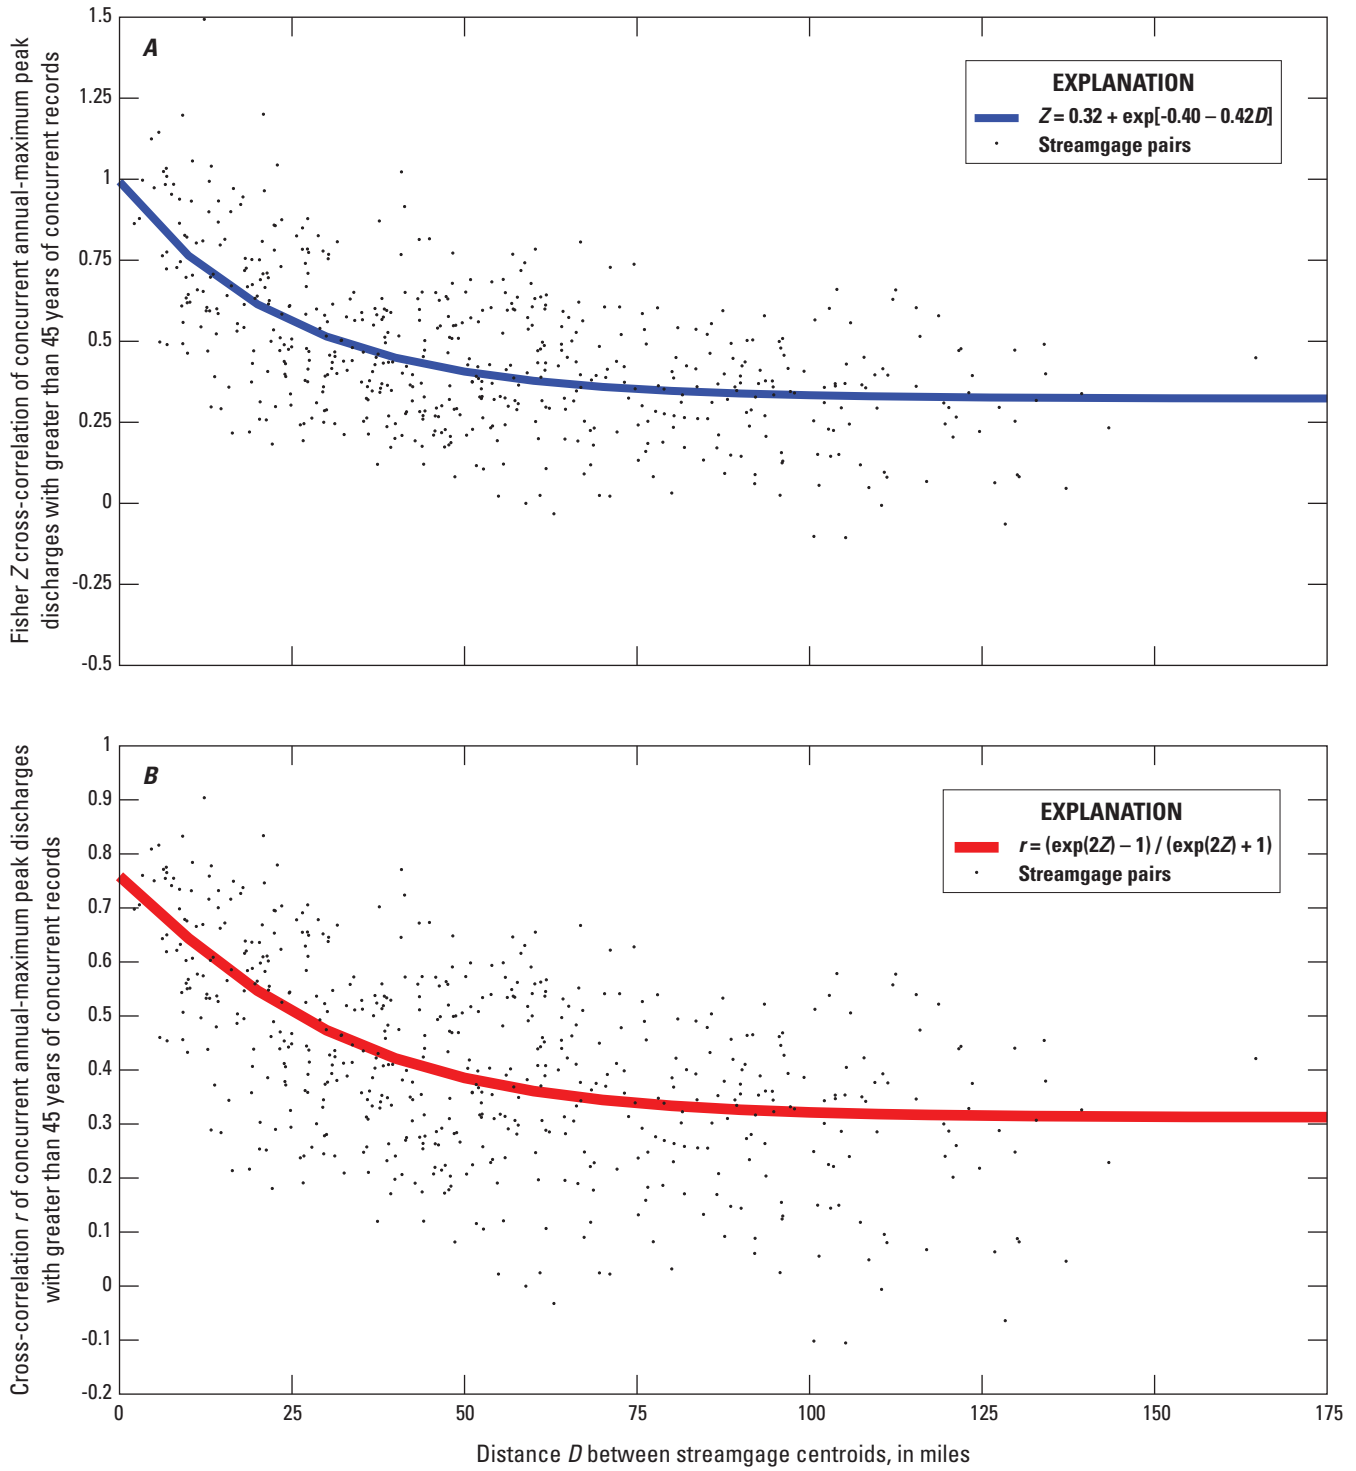 Fisher Z cross-correlation of concurrent annual-maximum peak
discharges with greater than 45 years of concurrent records
1.5
1.25
1
0.75
0.5
0.25
0
-0.25
-0.5
A
EXPLANATION
Z = 0.32 + exp[-0.40 – 0.42D]
Streamgage pairs
Cross-correlation r of concurrent annual-maximum peak discharges
with greater than 45 years of concurrent records
1
0.9
0.8
0.7
0.6
0.5
0.4
0.3
0.2
0.1
0
-0.1
-0.2
B
EXPLANATION
r = (exp(2Z) – 1) / (exp(2Z) + 1)
Streamgage pairs
0 25 50 75 100 125 150 175
Distance D between streamgage centroids, in miles